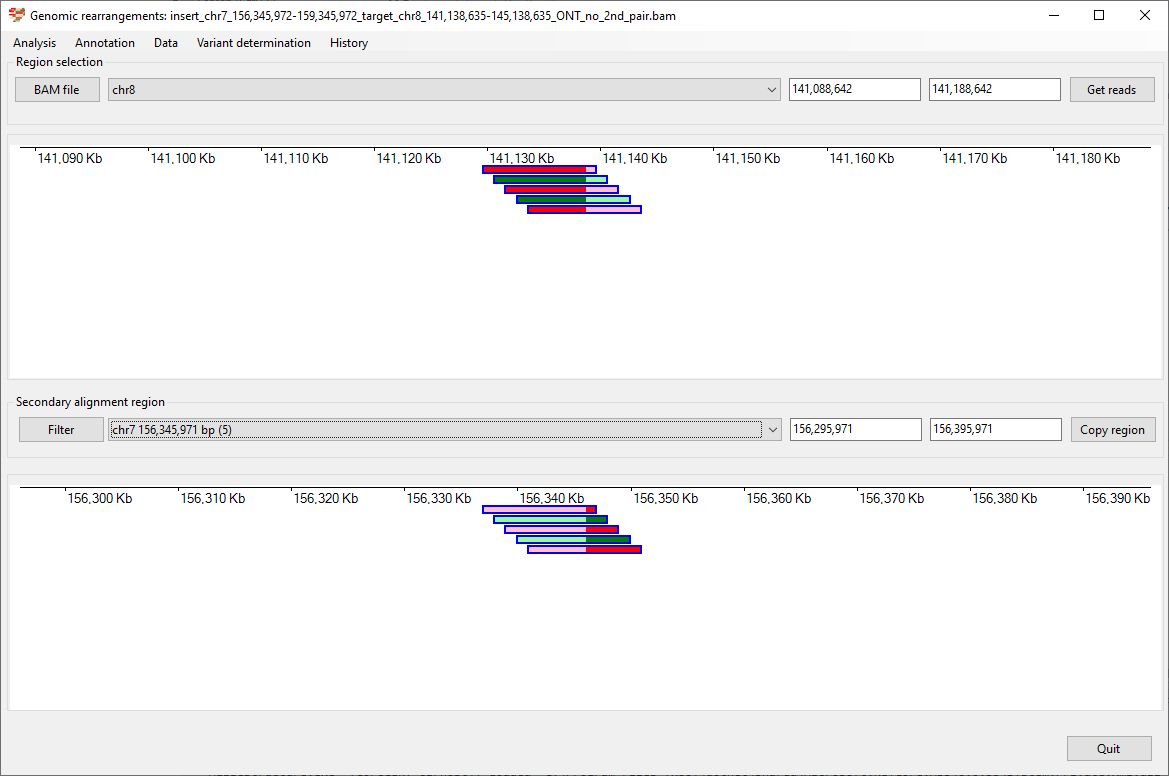 Genomic rearrangements: insert_chr7_156,345,972-159,345,972_target_chr8_141,138,635-145,138,635_ONT_no_2nd_pair.bam
Analysis Annotation Data Variant determination History
Region selection
BAM file chr8 141,088,642 141,188,642 Get reads
141,090 Kb 141,100 Kb 141,110 Kb 141,120 Kb 141,130 Kb 141,140 Kb 141,150 Kb 141,160 Kb 141,170 Kb 141,180 Kb
Secondary alignment region
Filter chr7 156,345,971 bp (5) 156,295,971 156,395,971 Copy region
156,300 Kb 156,310 Kb 156,320 Kb 156,330 Kb 156,340 Kb 156,350 Kb 156,360 Kb 156,370 Kb 156,380 Kb 156,390 Kb
Quit